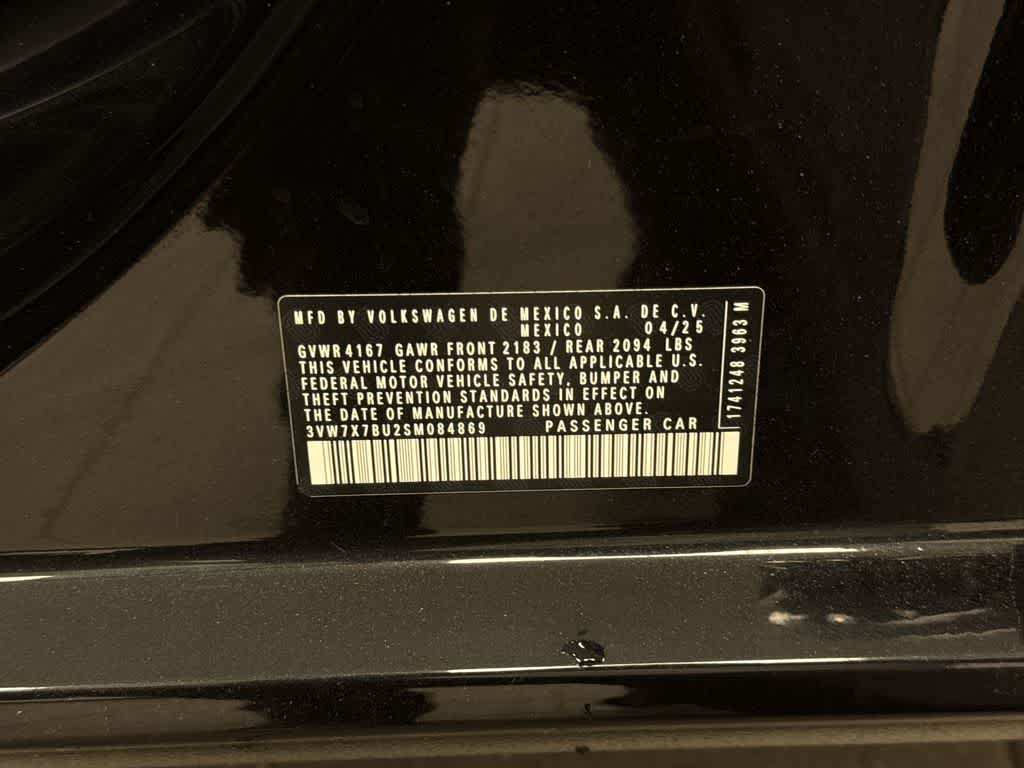 MFD BY VOLKSWAGEN DE MEXICO S.A. DE C.V.
MEXICO 04/25
GVWR 4167 GAWR FRONT 2183 / REAR 2094 LBS
THIS VEHICLE CONFORMS TO ALL APPLICABLE U.S.
FEDERAL MOTOR VEHICLE SAFETY, BUMPER AND
THEFT PREVENTION STANDARDS IN EFFECT ON
THE DATE OF MANUFACTURE SHOWN ABOVE.
3VW7X7BU2SM084869 PASSENGER CAR
1741248 3963 M